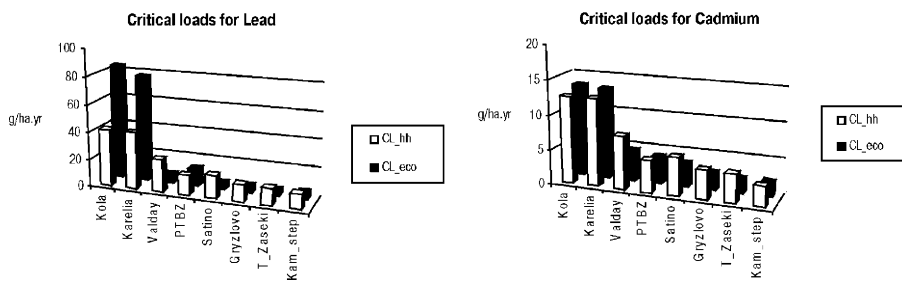 Critical loads for Lead
100
80
60
40
20
0
g/ha.yr
Kola
Karelia
Valday
PTBZ
Satino
Gryzlovo
T_Zaseki
Kam_step
CL_hh
CL_eco
Critical loads for Cadmium
20
15
10
5
0
g/ha.yr
Kola
Karelia
Valday
PTBZ
Satino
Gryzlovo
T_Zaseki
Kam_step
CL_hh
CL_eco